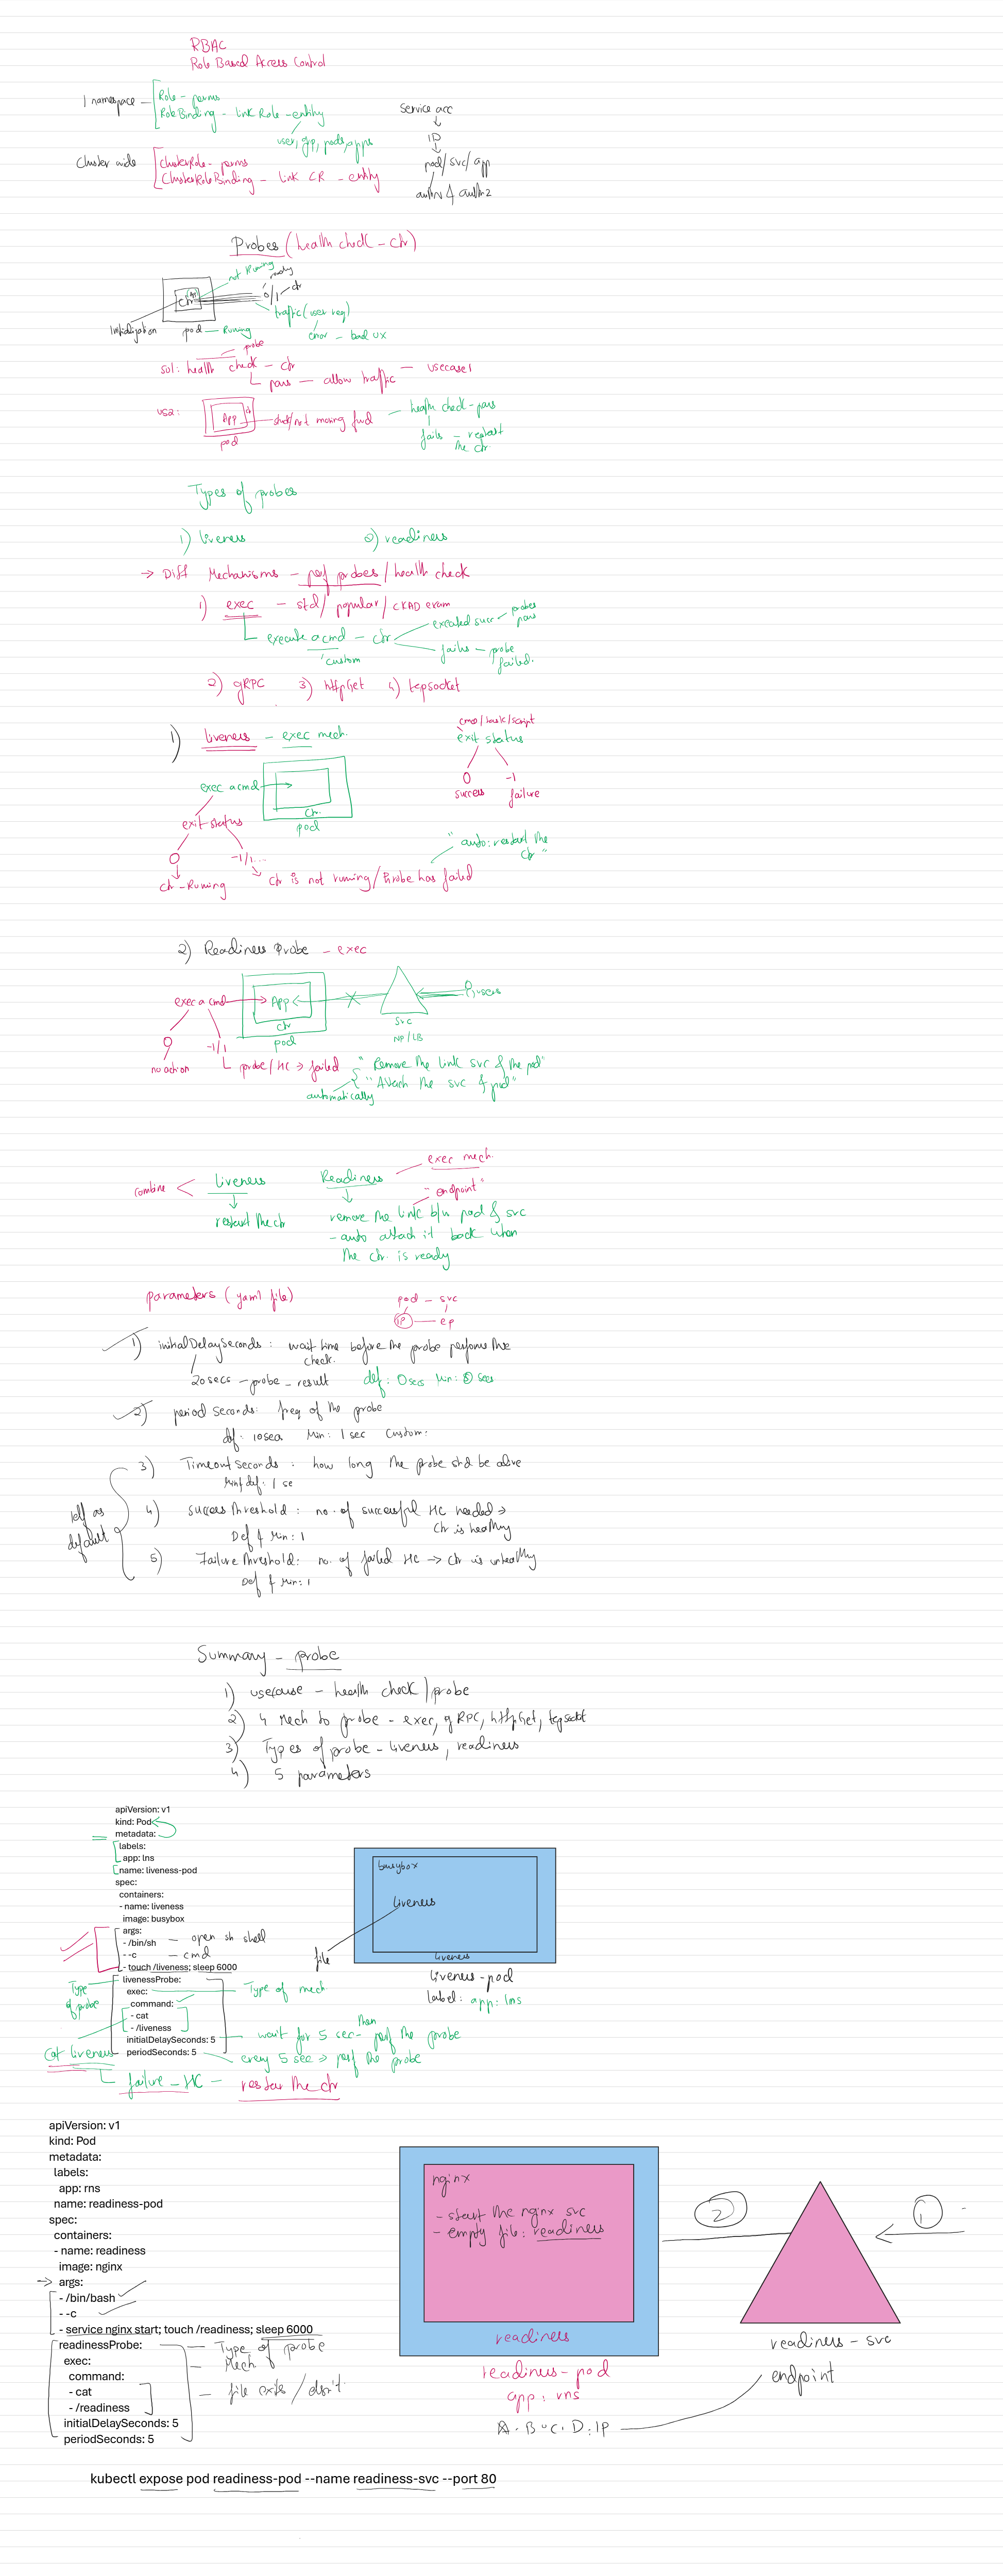 RBAC
Role Based Access Control
1 namespace - Role - perms
RoleBinding - link Role - entity
user, grp, pods, apps
Cluster wide ClusterRole - perms
ClusterRoleBinding - link CR - entity
Service acc
ID
pod/svc/app
authN & authZ
Probes (health check - ctr)
not Running
ready
0/1 - ctr
ctr
traffic (user req)
Initialization
pod - Running
error - bad UX
probe
sol: health check - ctr
pass - allow traffic - usecase1
us2:
App
ctr
stuck/not moving fwd - health check - pass
fails - restart the ctr
pod
Types of probes
1) liveness 2) readiness
→ Diff Mechanisms - perf probes / health check
1) exec - std/ popular/ CKAD exam
execute a cmd - ctr
executed succ - probes pass
custom
fails - probe failed.
2) gRPC 3) httpGet 4) tcpsocket
1) liveness - exec mech.
cmd/task/script
exit status
0 -1
success failure
exec a cmd
ctr
pod
exit status
0 -1/1...
"auto: restart the ctr"
ctr - Running
ctr is not running/Probe has failed
2) Readiness Probe - exec
exec a cmd
App
ctr
pod
users
svc
NP/LB
0 -1/1
no action
probe/HC → failed
"Remove the link svc & the pod"
"Attach the svc & pod"
automatically
combine < liveness
Readiness
exec mech.
"endpoint"
restart the ctr
remove the link b/w pod & svc
- auto attach it back when
the ctr. is ready
parameters (yaml file)
pod - svc
IP - ep
1) initialDelaySeconds: wait time before the probe performs the
check.
20secs - probe - result
def: 0secs Min: 0 secs
2) period Seconds: freq of the probe
df: 10secs Min: 1 sec Custom:
3) TimeoutSeconds: how long the probe shd be alive
Min & def: 1 se
left as default
4) SuccessThreshold: no. of successful HC needed →
Ctr is healthy
Def & Min: 1
5) FailureThreshold: no. of failed HC → ctr is unhealthy
Def & Min: 1
Summary - probe
1) usecase - health check/probe
2) 4 Mech to probe - exec, gRPC, httpGet, tcpsocket
3) Types of probe - liveness, readiness
4) 5 parameters
apiVersion: v1
kind: Pod
metadata:
labels:
app: lns
name: liveness-pod
spec:
containers:
- name: liveness
image: busybox
args:
- /bin/sh - open sh shell
- -c - cmd
- touch /liveness; sleep 6000
livenessProbe:
exec:
command:
- cat
- /liveness
initialDelaySeconds: 5
periodSeconds: 5
Type of probe
Type of mech.
then
wait for 5 sec - perf the probe
every 5 sec → perf the probe
cat liveness
failure - HC - restart the ctr
busybox
liveness
file
liveness
liveness-pod
label: app: lns
apiVersion: v1
kind: Pod
metadata:
labels:
app: rns
name: readiness-pod
spec:
containers:
- name: readiness
image: nginx
args:
- /bin/bash
- -c
- service nginx start; touch /readiness; sleep 6000
readinessProbe:
exec:
command:
- cat
- /readiness
initialDelaySeconds: 5
periodSeconds: 5
Type of probe
Mech
file exits / desn't
nginx
- start the nginx svc
- empty file: readiness
readiness
readiness-pod
app: rns
A.B.C.D:IP
2
1
readiness-svc
endpoint
kubectl expose pod readiness-pod --name readiness-svc --port 80